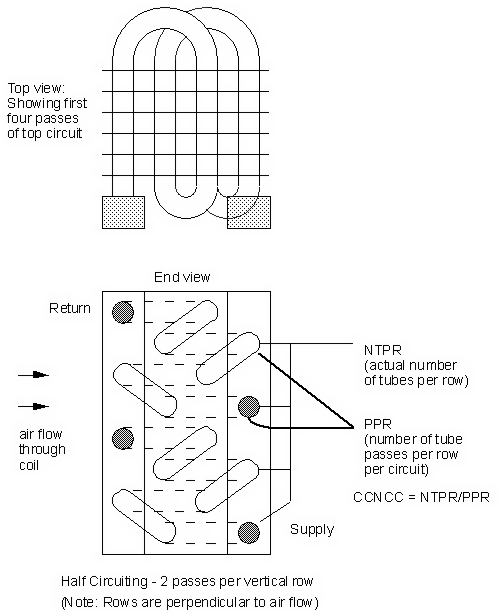 Top view:
Showing first
four passes
of top circuit
End view
Return
NTPR
(actual number
of tubes per row)
air flow
through
coil
PPR
(number of tube
passes per row
per circuit)
CCNCC = NTPR/PPR
Supply
Half Circuiting - 2 passes per vertical row
(Note: Rows are perpendicular to air flow)